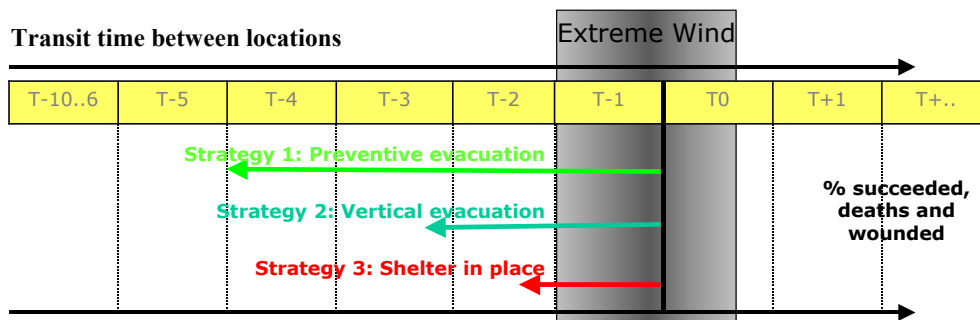 Extreme Wind
Transit time between locations
T-10..6 T-5 T-4 T-3 T-2 T-1 T0 T+1 T+..
Strategy 1: Preventive evacuation
% succeeded,
deaths and
wounded
Strategy 2: Vertical evacuation
Strategy 3: Shelter in place